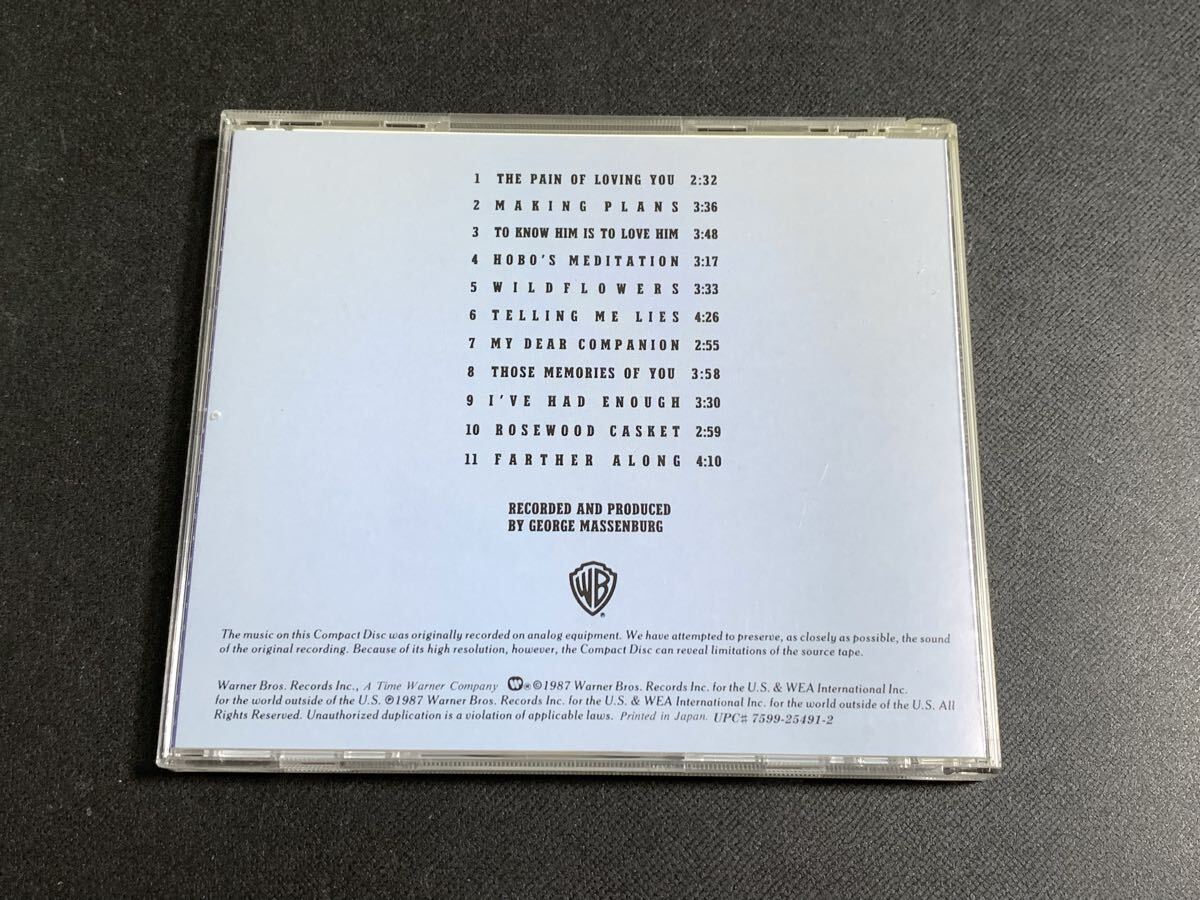 1 THE PAIN OF LOVING YOU 2:32
2 MAKING PLANS 3:36
3 TO KNOW HIM IS TO LOVE HIM 3:48
4 HOBO'S MEDITATION 3:17
5 WILDFLOWERS 3:33
6 TELLING ME LIES 4:26
7 MY DEAR COMPANION 2:55
8 THOSE MEMORIES OF YOU 3:58
9 I'VE HAD ENOUGH 3:30
10 ROSEWOOD CASKET 2:59
11 FARTHER ALONG 4:10
RECORDED AND PRODUCED
BY GEORGE MASSENBURG
WB
®
The music on this Compact Disc was originally recorded on analog equipment. We have attempted to preserve, as closely as possible, the sound
of the original recording. Because of its high resolution, however, the Compact Disc can reveal limitations of the source tape.
Warner Bros. Records Inc., A Time Warner Company ® ©1987 Warner Bros. Records Inc. for the U.S. & WEA International Inc.
for the world outside of the U.S. ℗1987 Warner Bros. Records Inc. for the U.S. & WEA International Inc. for the world outside of the U.S. All
Rights Reserved. Unauthorized duplication is a violation of applicable laws. Printed in Japan. UPC# 7599-25491-2